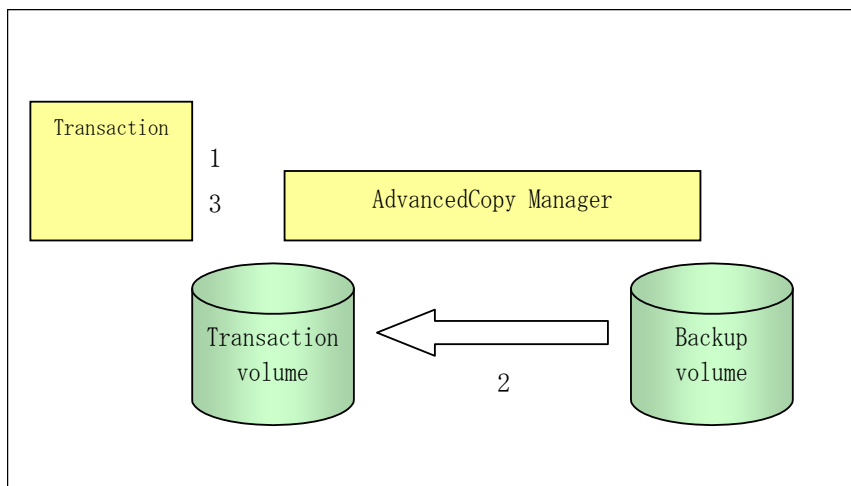 Transaction
1
3
AdvancedCopy Manager
Transaction
volume
2
Backup
volume